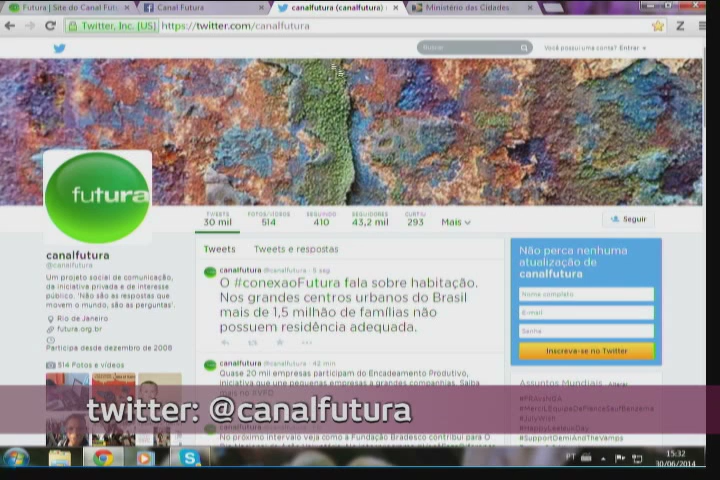 Futura | Site do Canal Fut
Canal Futura
canalfutura (canalfutura)
Ministério das Cidades
Twitter, Inc. [US] https://twitter.com/canalfutura
Buscar
Você possui uma conta? Entrar
futura
TWEETS FOTOS/VÍDEOS SEGUINDO SEGUIDORES CURTIU
30 mil 514 410 43,2 mil 293 Mais
Seguir
canalfutura
@canalfutura
Um projeto social de comunicação,
da iniciativa privada e de interesse
público. 'Não são as respostas que
movem o mundo, são as perguntas'.
Rio de Janeiro
futura.org.br
Participa desde dezembro de 2008
514 Fotos e vídeos
Tweets Tweets e respostas
canalfutura @canalfutura · 5 seg
O #conexaoFutura fala sobre habitação.
Nos grandes centros urbanos do Brasil
mais de 1,5 milhão de famílias não
possuem residência adequada.
canalfutura @canalfutura · 42 min
Quase 20 mil empresas participam do Encadeamento Produtivo,
iniciativa que une pequenas empresas a grandes companhias. Saiba
No próximo intervalo veja como a Fundação Bradesco contribui para O
Não perca nenhuma
atualização de
canalfutura
Nome completo
E-mail
Senha
Inscreva-se no Twitter
Assuntos Mundiais · Alterar
#MerciLEquipeDeFranceSaufBenzema
#JulyWish
#HappyLeejoonDay
#SupportDemiAndTheVamps
twitter: @canalfutura
PT
15:32
30/06/2014